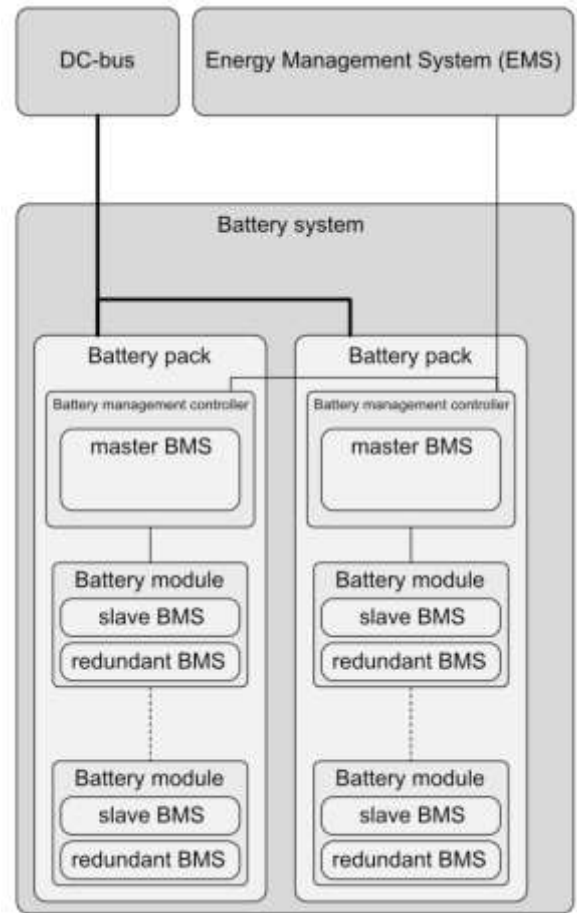 DC-bus
Energy Management System (EMS)
Battery system
Battery pack
Battery management controller
master BMS
Battery module
slave BMS
redundant BMS
Battery module
slave BMS
redundant BMS
Battery pack
Battery management controller
master BMS
Battery module
slave BMS
redundant BMS
Battery module
slave BMS
redundant BMS